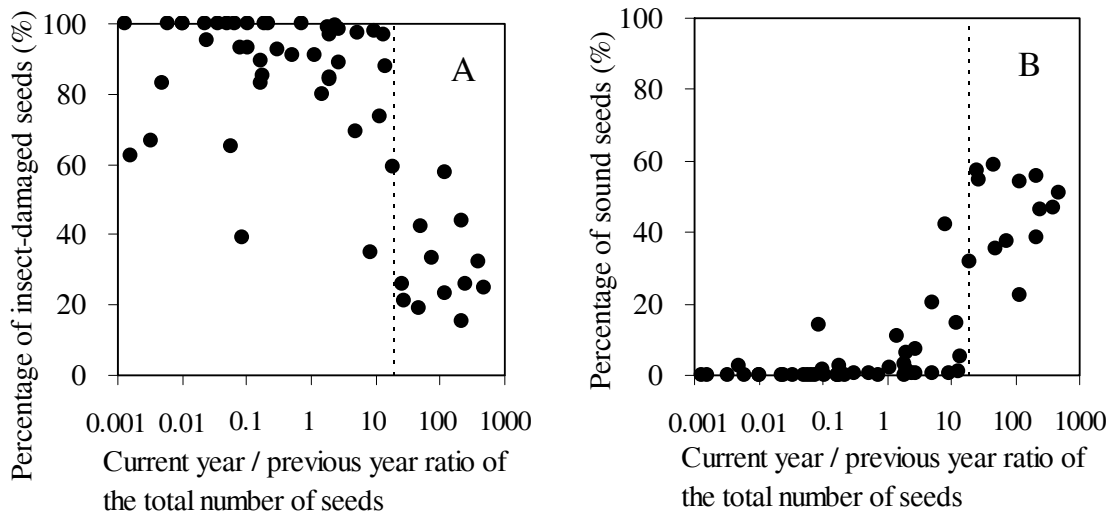 Percentage of insect-damaged seeds (%)
100
80
60
40
20
0
A
0.001 0.01 0.1 1 10 100 1000
Current year / previous year ratio of
the total number of seeds
Percentage of sound seeds (%)
100
80
60
40
20
0
B
0.001 0.01 0.1 1 10 100 1000
Current year / previous year ratio of
the total number of seeds